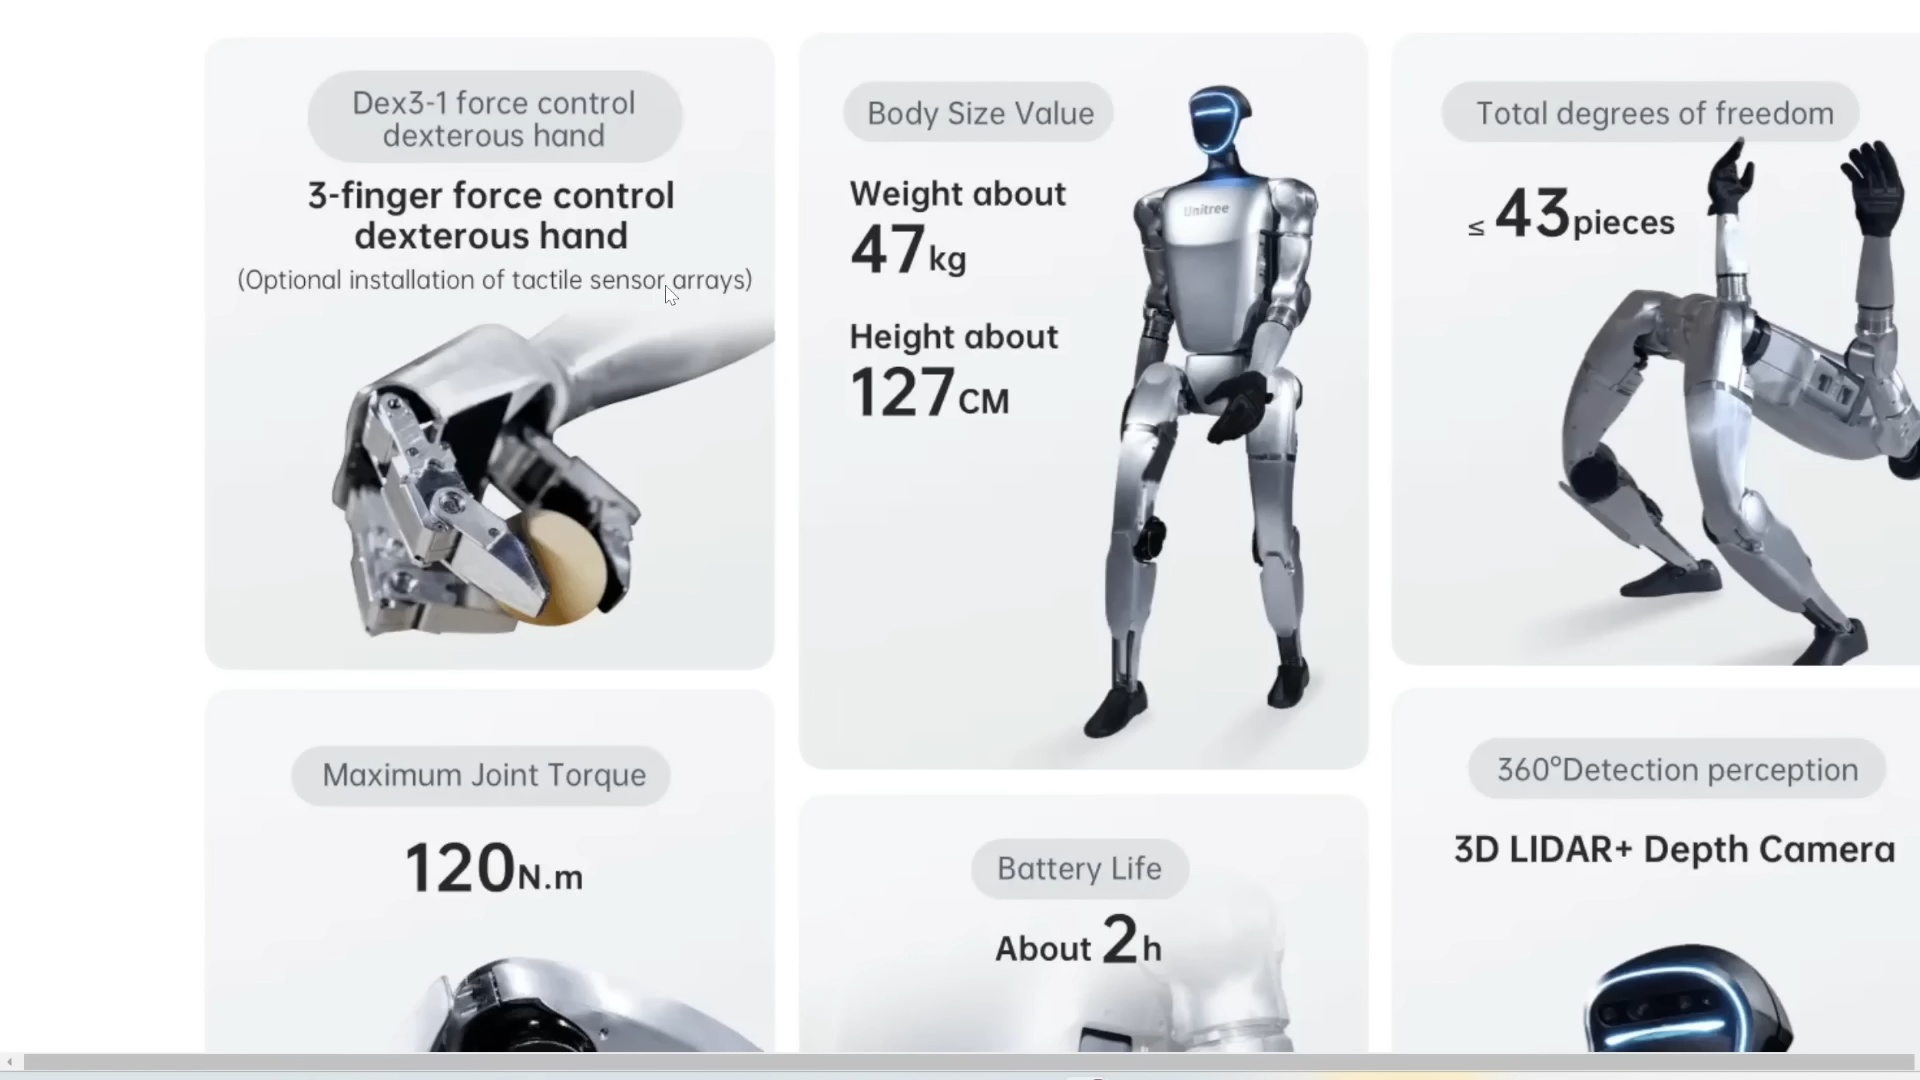 Dex3-1 force control
dexterous hand
3-finger force control
dexterous hand
(Optional installation of tactile sensor arrays)
Body Size Value
Weight about
47kg
Height about
127CM
Unitree
Total degrees of freedom
≤ 43pieces
Maximum Joint Torque
120N.m
Battery Life
About 2h
360°Detection perception
3D LIDAR+ Depth Camera